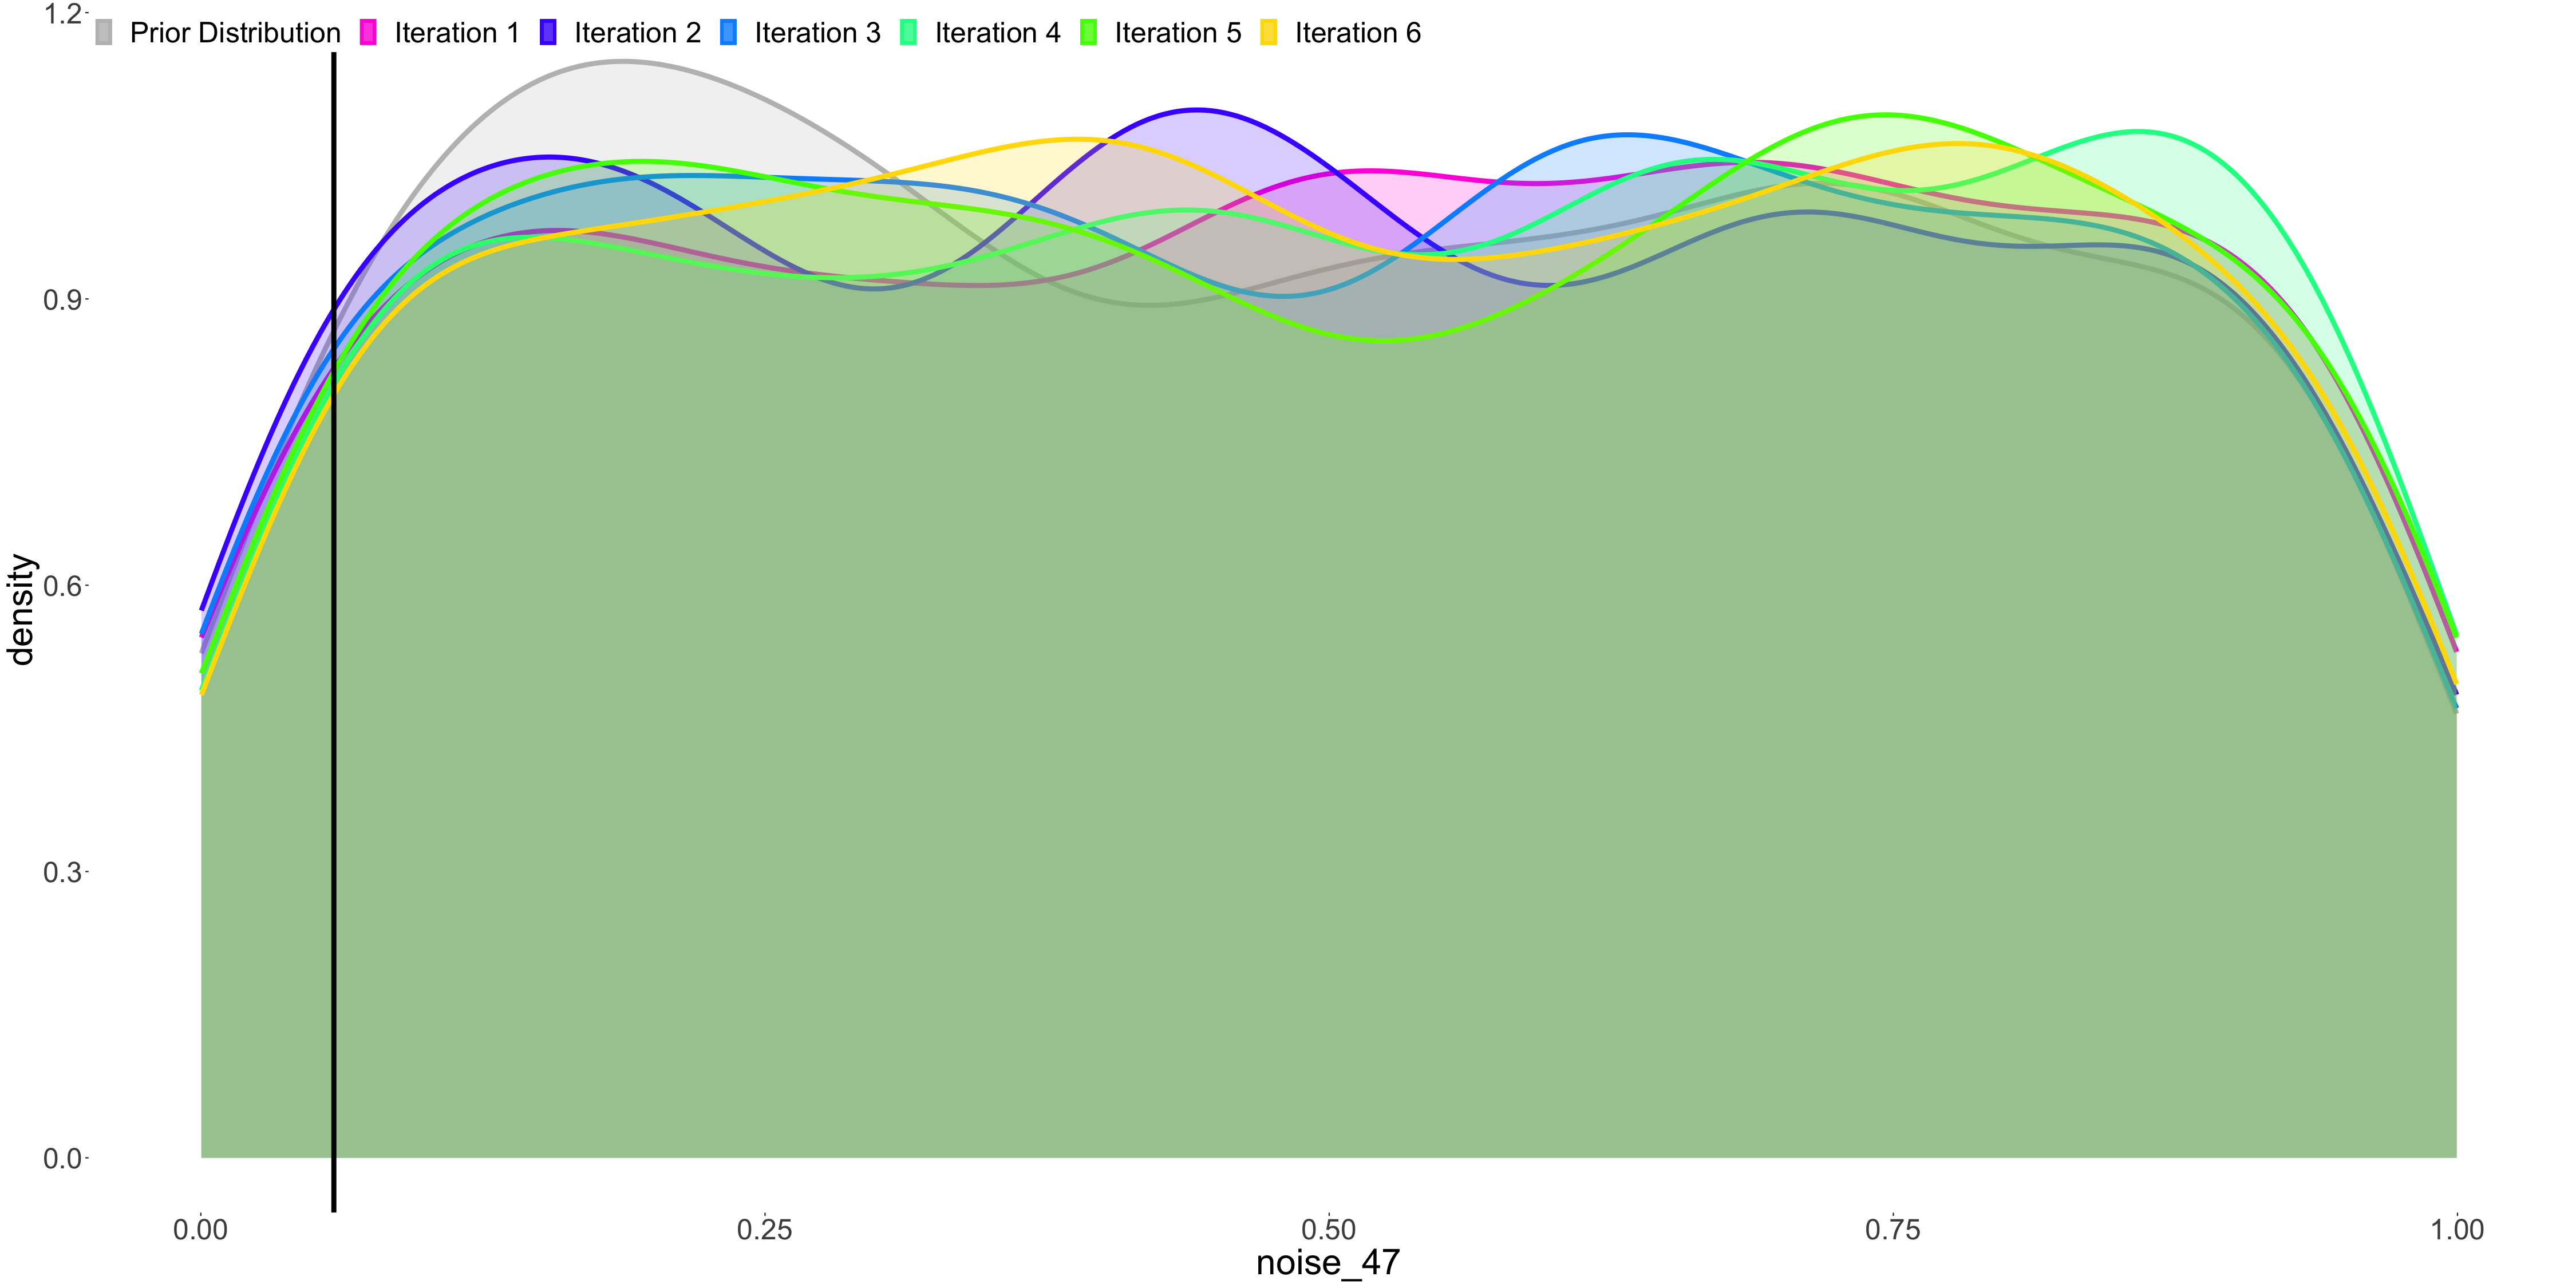 Prior Distribution Iteration 1 Iteration 2 Iteration 3 Iteration 4 Iteration 5 Iteration 6
1.2
0.9
0.6
0.3
0.0
density
0.00 0.25 0.50 0.75 1.00
noise_47